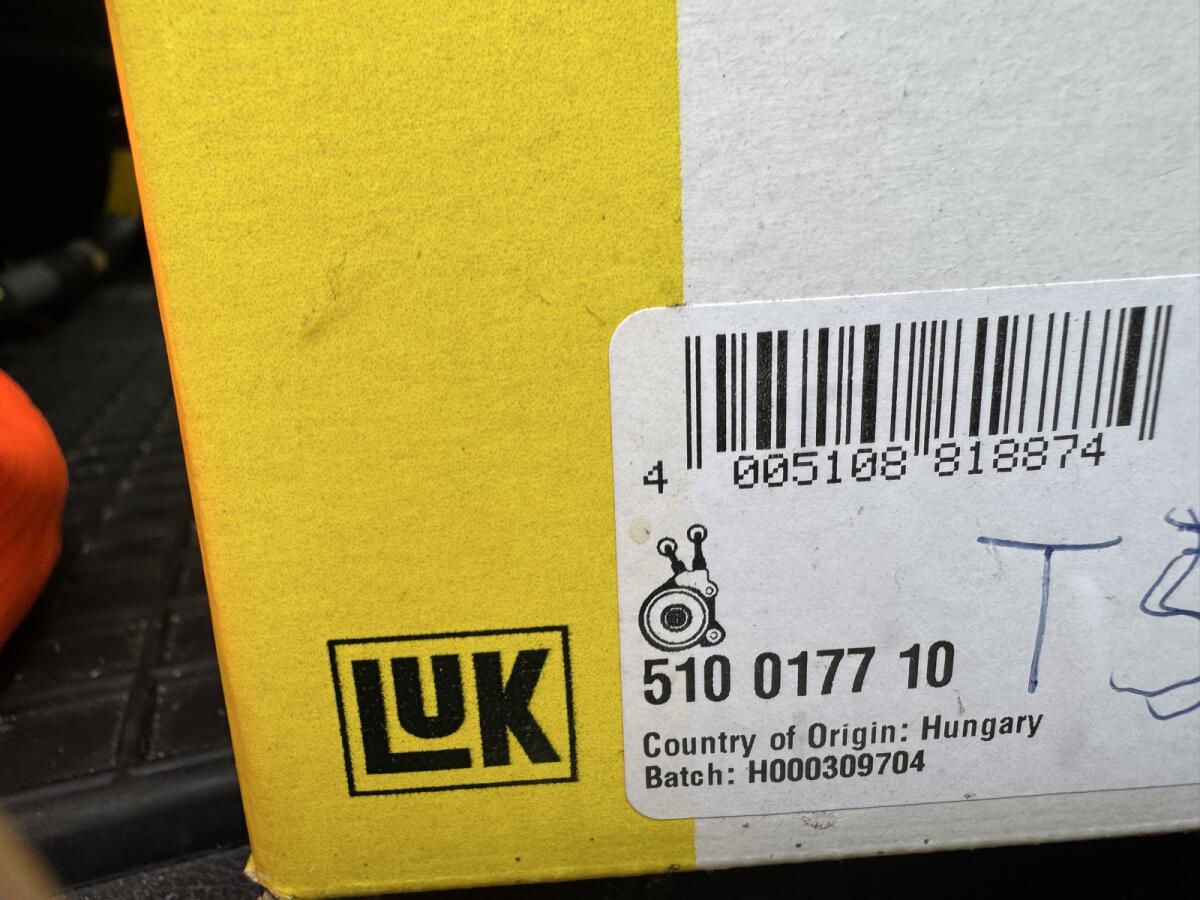 4 005108 818874
T
LUK
510 0177 10
Country of Origin: Hungary
Batch: H000309704